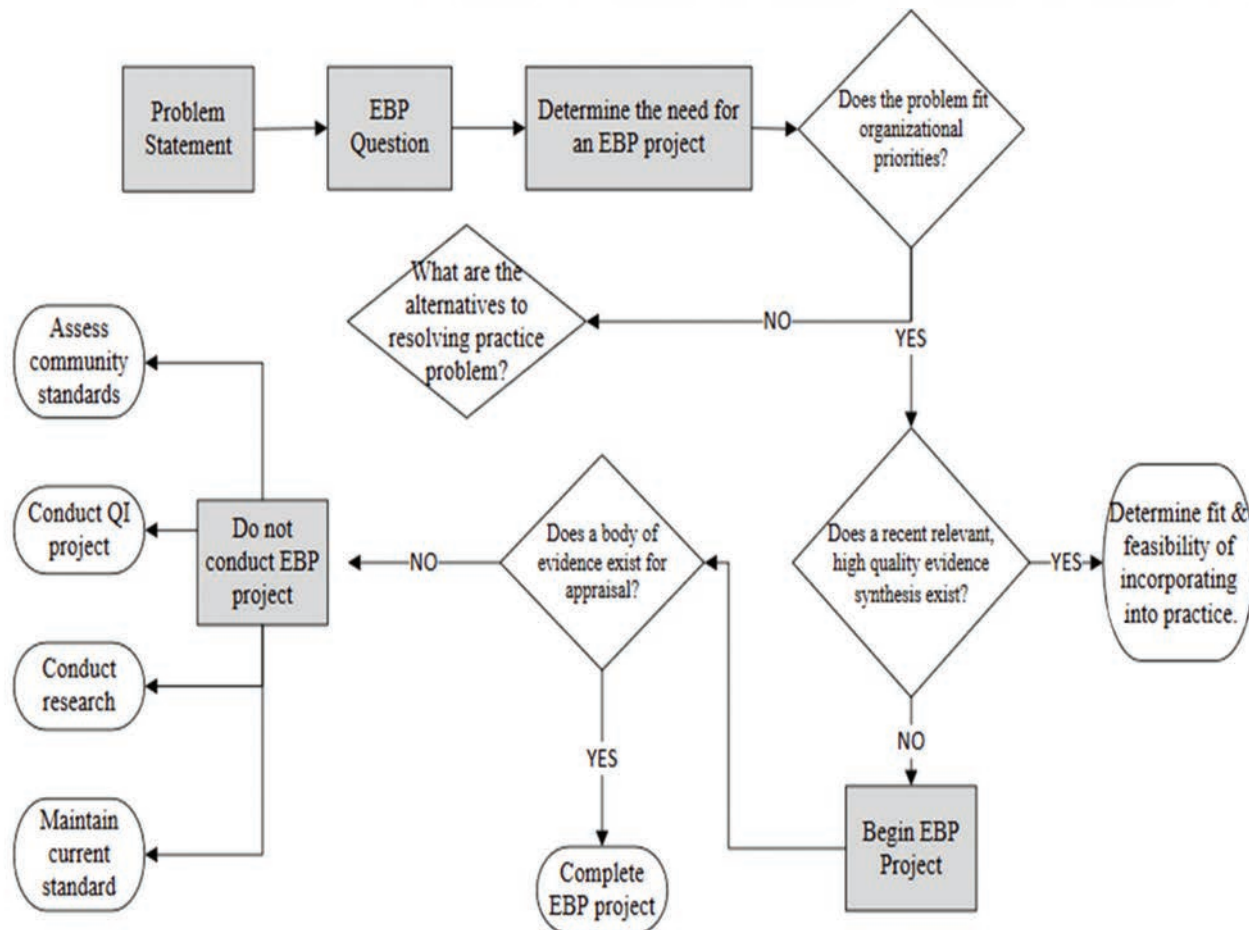 Problem
Statement
EBP
Question
Determine the need for
an EBP project
Does the problem fit
organizational
priorities?
What are the
alternatives to
resolving practice
problem?
NO
YES
Assess
community
standards
Conduct QI
project
Do not
conduct EBP
project
NO
Does a body of
evidence exist for
appraisal?
Does a recent relevant,
high quality evidence
synthesis exist?
YES
Determine fit &
feasibility of
incorporating
into practice.
Conduct
research
YES
NO
Maintain
current
standard
Complete
EBP project
Begin EBP
Project